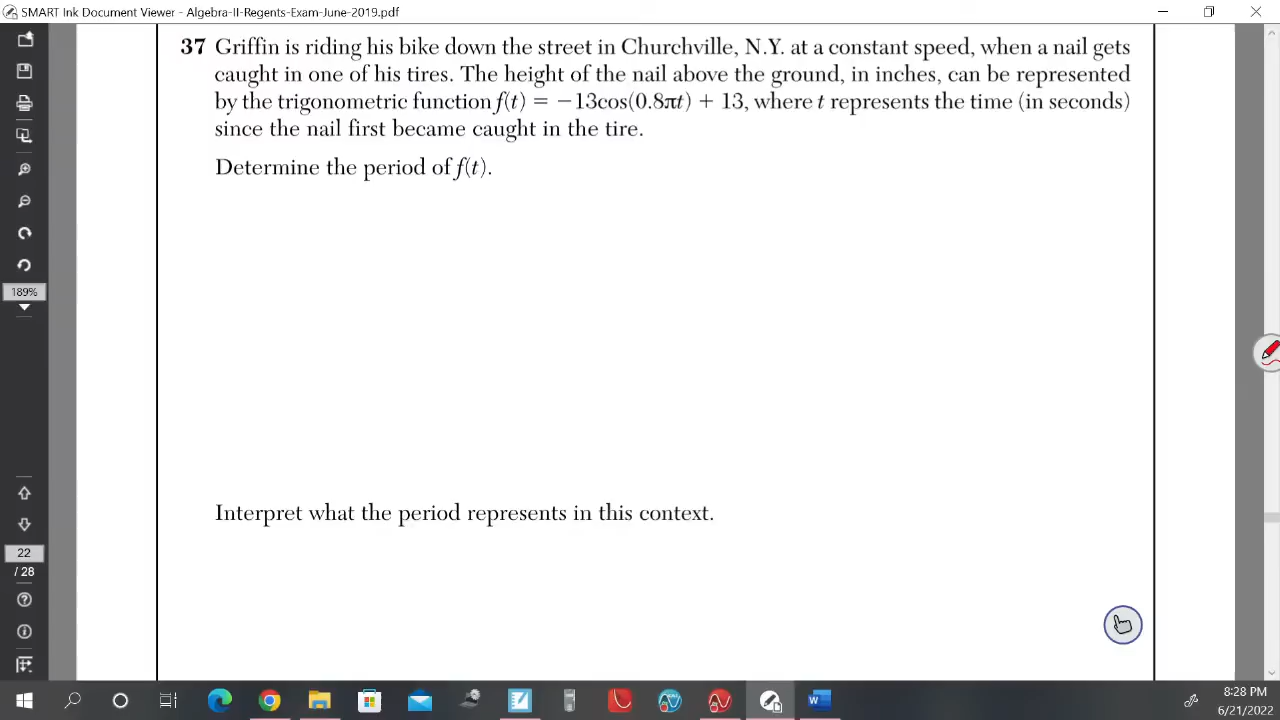 SMART Ink Document Viewer - Algebra-II-Regents-Exam-June-2019.pdf
37 Griffin is riding his bike down the street in Churchville, N.Y. at a constant speed, when a nail gets
caught in one of his tires. The height of the nail above the ground, in inches, can be represented
by the trigonometric function f(t) = −13cos(0.8πt) + 13, where t represents the time (in seconds)
since the nail first became caught in the tire.
Determine the period of f(t).
189%
Interpret what the period represents in this context.
22
/ 28
8:28 PM
6/21/2022